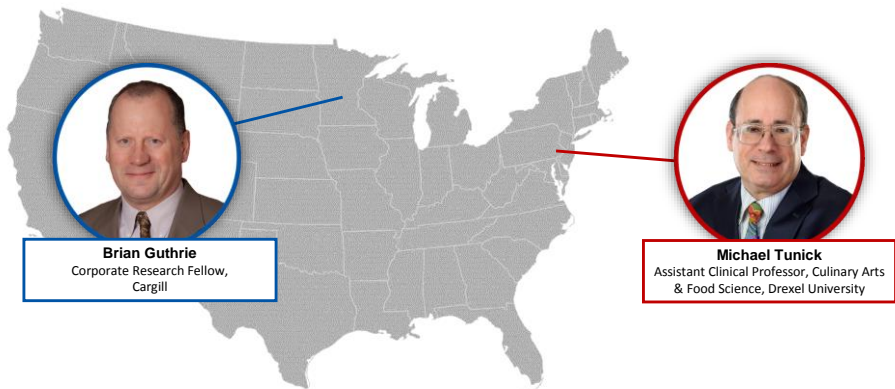 Brian Guthrie
Corporate Research Fellow,
Cargill
Michael Tunick
Assistant Clinical Professor, Culinary Arts
& Food Science, Drexel University